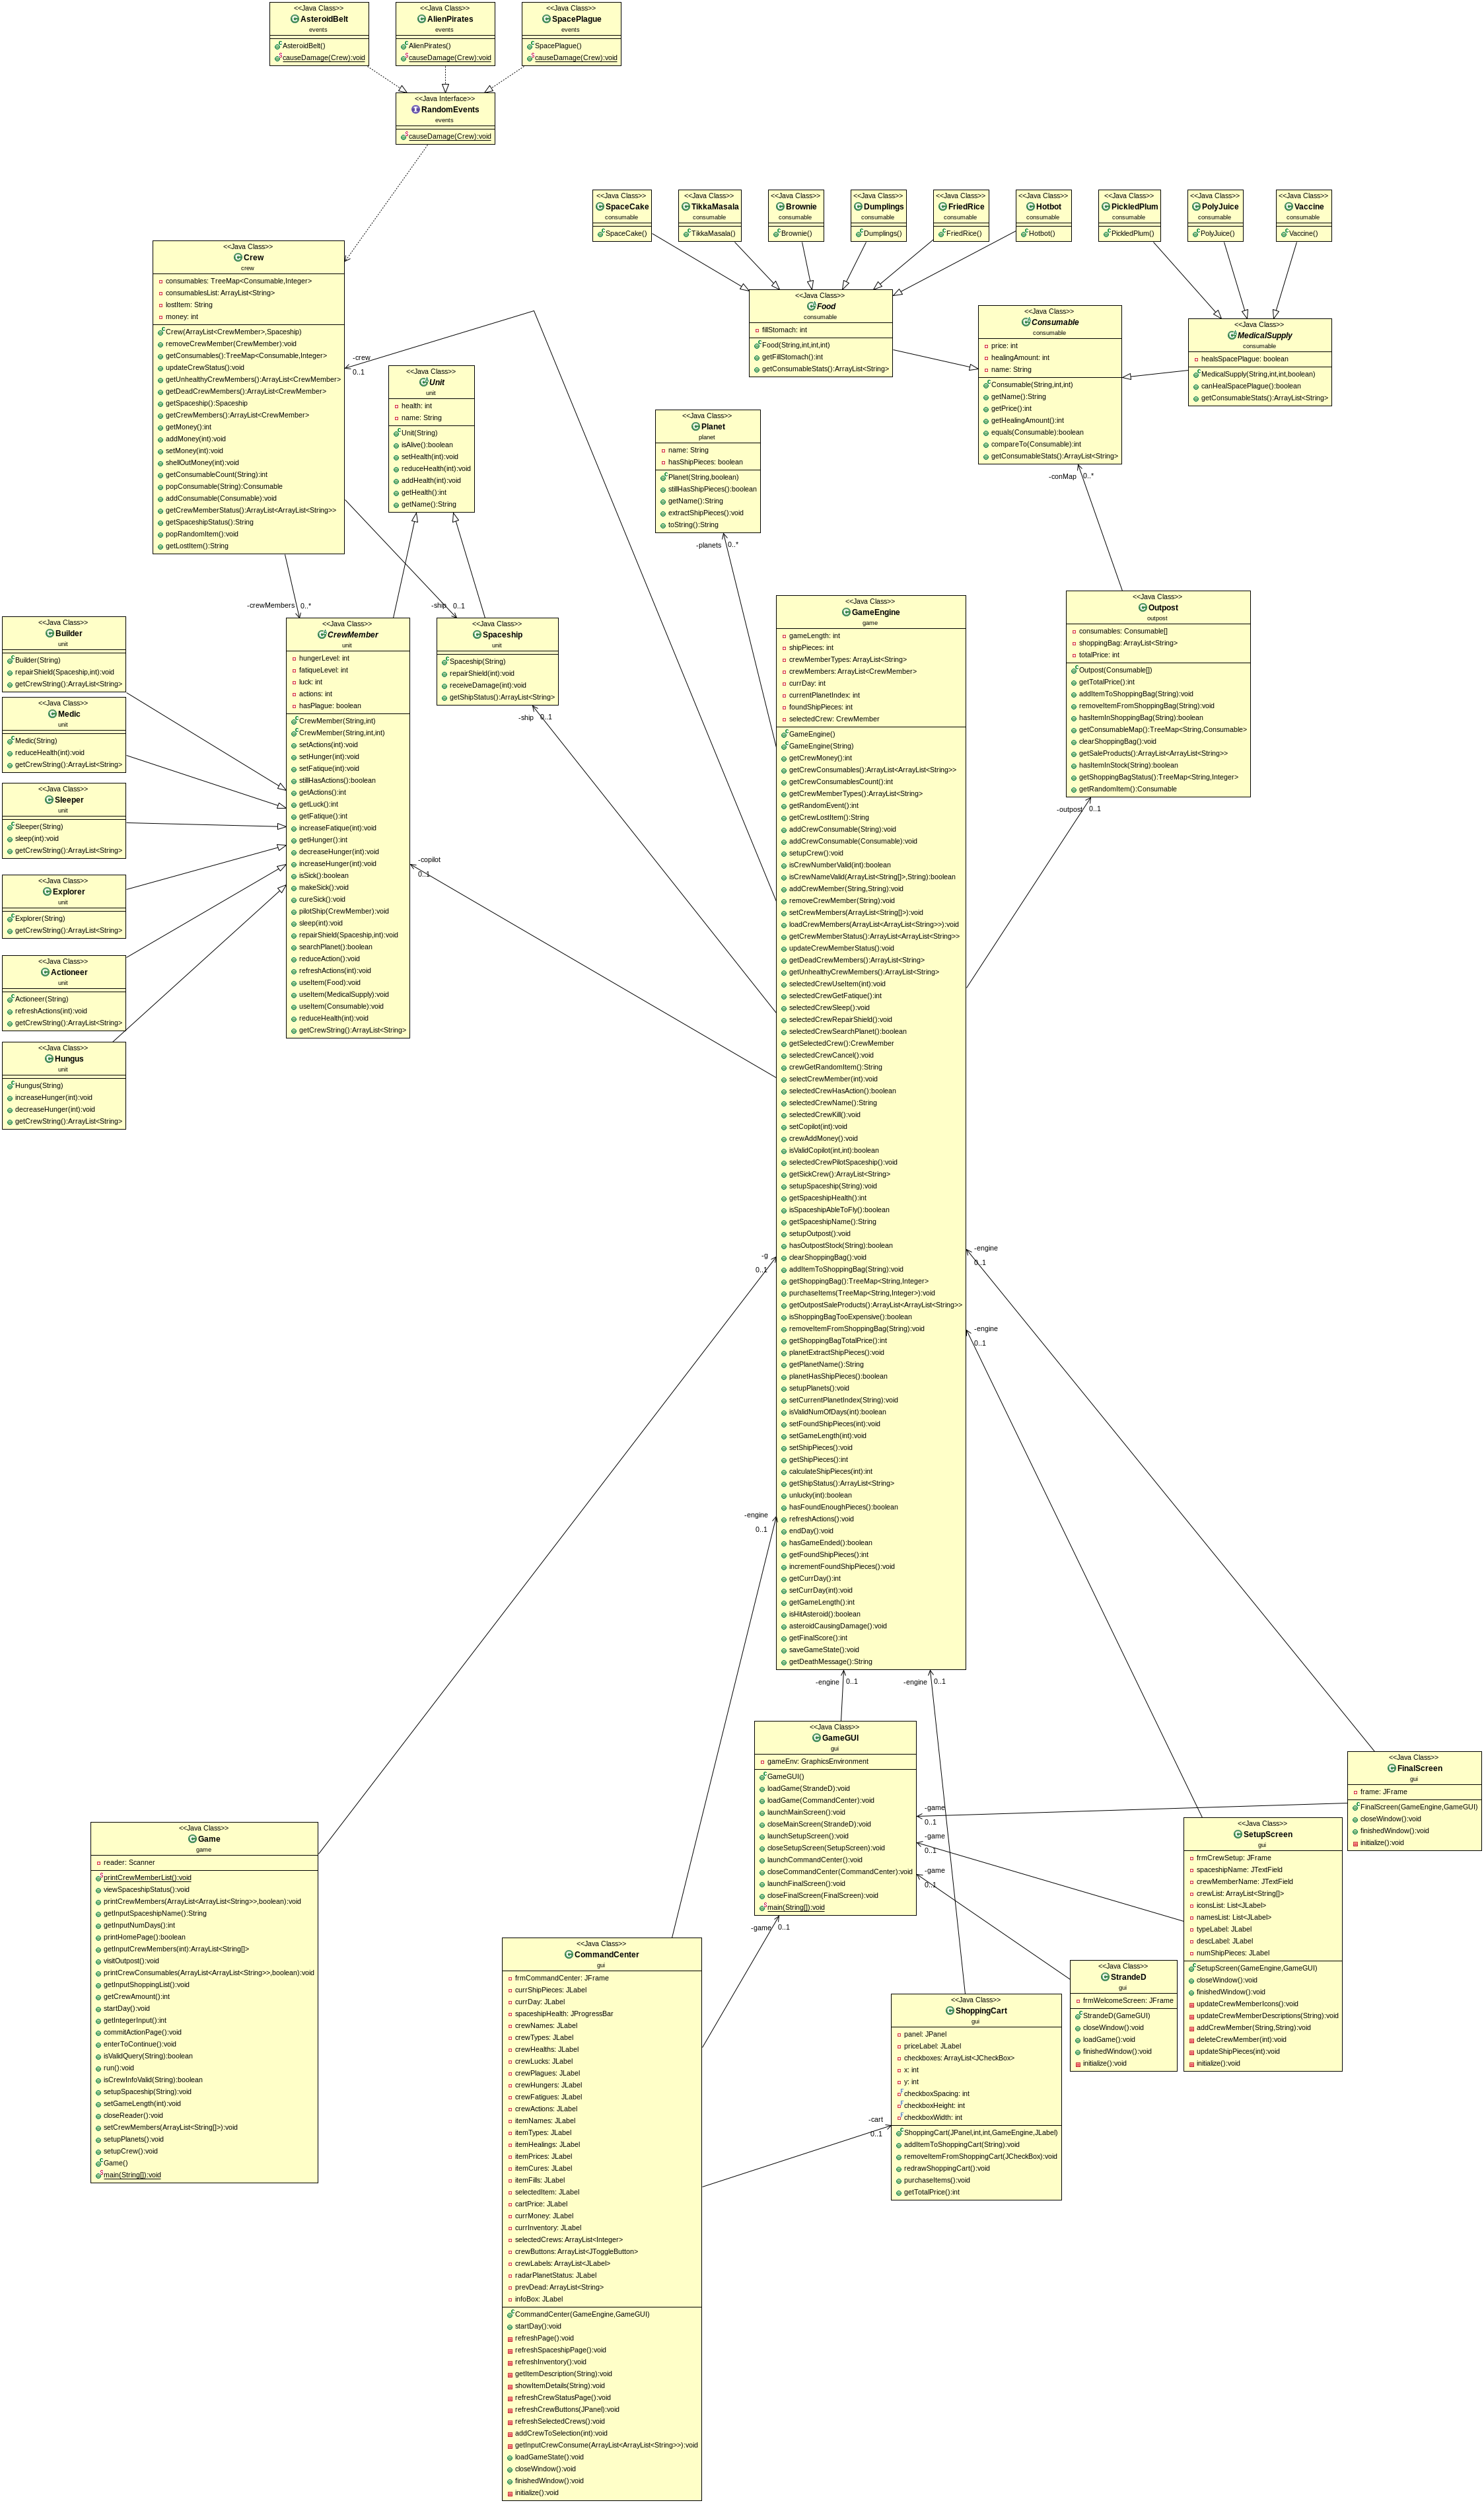 <<Java Class>>
AsteroidBelt
events
AsteroidBelt()
causeDamage(Crew):void
<<Java Class>>
AlienPirates
events
AlienPirates()
causeDamage(Crew):void
<<Java Class>>
SpacePlague
events
SpacePlague()
causeDamage(Crew):void
<<Java Interface>>
RandomEvents
events
causeDamage(Crew):void
<<Java Class>>
SpaceCake
consumable
SpaceCake()
<<Java Class>>
TikkaMasala
consumable
TikkaMasala()
<<Java Class>>
Brownie
consumable
Brownie()
<<Java Class>>
Dumplings
consumable
Dumplings()
<<Java Class>>
FriedRice
consumable
FriedRice()
<<Java Class>>
Hotbot
consumable
Hotbot()
<<Java Class>>
PickledPlum
consumable
PickledPlum()
<<Java Class>>
PolyJuice
consumable
PolyJuice()
<<Java Class>>
Vaccine
consumable
Vaccine()
<<Java Class>>
Crew
crew
consumables: TreeMap<Consumable,Integer>
consumablesList: ArrayList<String>
lostItem: String
money: int
Crew(ArrayList<CrewMember>,Spaceship)
removeCrewMember(CrewMember):void
getConsumables():TreeMap<Consumable,Integer>
updateCrewStatus():void
getUnhealthyCrewMembers():ArrayList<CrewMember>
getDeadCrewMembers():ArrayList<CrewMember>
getSpaceship():Spaceship
getCrewMembers():ArrayList<CrewMember>
getMoney():int
addMoney(int):void
setMoney(int):void
shellOutMoney(int):void
getConsumableCount(String):int
popConsumable(String):Consumable
addConsumable(Consumable):void
getCrewMemberStatus():ArrayList<ArrayList<String>>
getSpaceshipStatus():String
popRandomItem():void
getLostItem():String
-crew
0..1
<<Java Class>>
Food
consumable
fillStomach: int
Food(String,int,int,int)
getFillStomach():int
getConsumableStats():ArrayList<String>
<<Java Class>>
Consumable
consumable
price: int
healingAmount: int
name: String
Consumable(String,int,int)
getName():String
getPrice():int
getHealingAmount():int
equals(Consumable):boolean
compareTo(Consumable):int
getConsumableStats():ArrayList<String>
<<Java Class>>
MedicalSupply
consumable
healsSpacePlague: boolean
MedicalSupply(String,int,int,boolean)
canHealSpacePlague():boolean
getConsumableStats():ArrayList<String>
<<Java Class>>
Unit
unit
health: int
name: String
Unit(String)
isAlive():boolean
setHealth(int):void
reduceHealth(int):void
addHealth(int):void
getHealth():int
getName():String
<<Java Class>>
Planet
planet
name: String
hasShipPieces: boolean
Planet(String,boolean)
stillHasShipPieces():boolean
getName():String
extractShipPieces():void
toString():String
-conMap 0..*
-planets 0..*
-crewMembers 0..*
-ship 0..1
<<Java Class>>
Builder
unit
Builder(String)
repairShield(Spaceship,int):void
getCrewString():ArrayList<String>
<<Java Class>>
Medic
unit
Medic(String)
reduceHealth(int):void
getCrewString():ArrayList<String>
<<Java Class>>
Sleeper
unit
Sleeper(String)
sleep(int):void
getCrewString():ArrayList<String>
<<Java Class>>
Explorer
unit
Explorer(String)
getCrewString():ArrayList<String>
<<Java Class>>
Actioneer
unit
Actioneer(String)
refreshActions(int):void
getCrewString():ArrayList<String>
<<Java Class>>
Hungus
unit
Hungus(String)
increaseHunger(int):void
decreaseHunger(int):void
getCrewString():ArrayList<String>
<<Java Class>>
CrewMember
unit
hungerLevel: int
fatiqueLevel: int
luck: int
actions: int
hasPlague: boolean
CrewMember(String,int)
CrewMember(String,int,int)
setActions(int):void
setHunger(int):void
setFatique(int):void
stillHasActions():boolean
getActions():int
getLuck():int
getFatique():int
increaseFatique(int):void
getHunger():int
decreaseHunger(int):void
increaseHunger(int):void
isSick():boolean
makeSick():void
cureSick():void
pilotShip(CrewMember):void
sleep(int):void
repairShield(Spaceship,int):void
searchPlanet():boolean
reduceAction():void
refreshActions(int):void
useItem(Food):void
useItem(MedicalSupply):void
useItem(Consumable):void
reduceHealth(int):void
getCrewString():ArrayList<String>
<<Java Class>>
Spaceship
unit
Spaceship(String)
repairShield(int):void
receiveDamage(int):void
getShipStatus():ArrayList<String>
-ship 0..1
-copilot
0..1
<<Java Class>>
GameEngine
game
gameLength: int
shipPieces: int
crewMemberTypes: ArrayList<String>
crewMembers: ArrayList<CrewMember>
currDay: int
currentPlanetIndex: int
foundShipPieces: int
selectedCrew: CrewMember
GameEngine()
GameEngine(String)
getCrewMoney():int
getCrewConsumables():ArrayList<ArrayList<String>>
getCrewConsumablesCount():int
getCrewMemberTypes():ArrayList<String>
getRandomEvent():int
getCrewLostItem():String
addCrewConsumable(String):void
addCrewConsumable(Consumable):void
setupCrew():void
isCrewNumberValid(int):boolean
isCrewNameValid(ArrayList<String[]>,String):boolean
addCrewMember(String,String):void
removeCrewMember(String):void
setCrewMembers(ArrayList<String[]>):void
loadCrewMembers(ArrayList<ArrayList<String>>):void
getCrewMemberStatus():ArrayList<ArrayList<String>>
updateCrewMemberStatus():void
getDeadCrewMembers():ArrayList<String>
getUnhealthyCrewMembers():ArrayList<String>
selectedCrewUseItem(int):void
selectedCrewGetFatique():int
selectedCrewSleep():void
selectedCrewRepairShield():void
selectedCrewSearchPlanet():boolean
getSelectedCrew():CrewMember
selectedCrewCancel():void
crewGetRandomItem():String
selectCrewMember(int):void
selectedCrewHasAction():boolean
selectedCrewName():String
selectedCrewKill():void
setCopilot(int):void
crewAddMoney():void
isValidCopilot(int,int):boolean
selectedCrewPilotSpaceship():void
getSickCrew():ArrayList<String>
setupSpaceship(String):void
getSpaceshipHealth():int
isSpaceshipAbleToFly():boolean
getSpaceshipName():String
setupOutpost():void
hasOutpostStock(String):boolean
clearShoppingBag():void
addItemToShoppingBag(String):void
getShoppingBag():TreeMap<String,Integer>
purchaseItems(TreeMap<String,Integer>):void
getOutpostSaleProducts():ArrayList<ArrayList<String>>
isShoppingBagTooExpensive():boolean
removeItemFromShoppingBag(String):void
getShoppingBagTotalPrice():int
planetExtractShipPieces():void
getPlanetName():String
planetHasShipPieces():boolean
setupPlanets():void
setCurrentPlanetIndex(String):void
isValidNumOfDays(int):boolean
setFoundShipPieces(int):void
setGameLength(int):void
setShipPieces():void
getShipPieces():int
calculateShipPieces(int):int
getShipStatus():ArrayList<String>
unlucky(int):boolean
hasFoundEnoughPieces():boolean
refreshActions():void
endDay():void
hasGameEnded():boolean
getFoundShipPieces():int
incrementFoundShipPieces():void
getCurrDay():int
setCurrDay(int):void
getGameLength():int
isHitAsteroid():boolean
asteroidCausingDamage():void
getFinalScore():int
saveGameState():void
getDeathMessage():String
<<Java Class>>
Outpost
outpost
consumables: Consumable[]
shoppingBag: ArrayList<String>
totalPrice: int
Outpost(Consumable[])
getTotalPrice():int
addItemToShoppingBag(String):void
removeItemFromShoppingBag(String):void
hasItemInShoppingBag(String):boolean
getConsumableMap():TreeMap<String,Consumable>
clearShoppingBag():void
getSaleProducts():ArrayList<ArrayList<String>>
hasItemInStock(String):boolean
getShoppingBagStatus():TreeMap<String,Integer>
getRandomItem():Consumable
-outpost 0..1
-g
0..1
-engine
0..1
-engine
0..1
-engine
0..1
-engine 0..1
-engine 0..1
<<Java Class>>
GameGUI
gui
gameEnv: GraphicsEnvironment
GameGUI()
loadGame(StrandeD):void
loadGame(CommandCenter):void
launchMainScreen():void
closeMainScreen(StrandeD):void
launchSetupScreen():void
closeSetupScreen(SetupScreen):void
launchCommandCenter():void
closeCommandCenter(CommandCenter):void
launchFinalScreen():void
closeFinalScreen(FinalScreen):void
main(String[]):void
-game
0..1
-game
0..1
-game
0..1
-game 0..1
<<Java Class>>
FinalScreen
gui
frame: JFrame
FinalScreen(GameEngine,GameGUI)
closeWindow():void
finishedWindow():void
initialize():void
<<Java Class>>
SetupScreen
gui
frmCrewSetup: JFrame
spaceshipName: JTextField
crewMemberName: JTextField
crewList: ArrayList<String[]>
iconsList: List<JLabel>
namesList: List<JLabel>
typeLabel: JLabel
descLabel: JLabel
numShipPieces: JLabel
SetupScreen(GameEngine,GameGUI)
closeWindow():void
finishedWindow():void
updateCrewMemberIcons():void
updateCrewMemberDescriptions(String):void
addCrewMember(String,String):void
deleteCrewMember(int):void
updateShipPieces(int):void
initialize():void
<<Java Class>>
Game
game
reader: Scanner
printCrewMemberList():void
viewSpaceshipStatus():void
printCrewMembers(ArrayList<ArrayList<String>>,boolean):void
getInputSpaceshipName():String
getInputNumDays():int
printHomePage():boolean
getInputCrewMembers(int):ArrayList<String[]>
visitOutpost():void
printCrewConsumables(ArrayList<ArrayList<String>>,boolean):void
getInputShoppingList():void
getCrewAmount():int
startDay():void
getIntegerInput():int
commitActionPage():void
enterToContinue():void
isValidQuery(String):boolean
run():void
isCrewInfoValid(String):boolean
setupSpaceship(String):void
setGameLength(int):void
closeReader():void
setCrewMembers(ArrayList<String[]>):void
setupPlanets():void
setupCrew():void
Game()
main(String[]):void
<<Java Class>>
CommandCenter
gui
frmCommandCenter: JFrame
currShipPieces: JLabel
currDay: JLabel
spaceshipHealth: JProgressBar
crewNames: JLabel
crewTypes: JLabel
crewHealths: JLabel
crewLucks: JLabel
crewPlagues: JLabel
crewHungers: JLabel
crewFatigues: JLabel
crewActions: JLabel
itemNames: JLabel
itemTypes: JLabel
itemHealings: JLabel
itemPrices: JLabel
itemCures: JLabel
itemFills: JLabel
selectedItem: JLabel
cartPrice: JLabel
currMoney: JLabel
currInventory: JLabel
selectedCrews: ArrayList<Integer>
crewButtons: ArrayList<JToggleButton>
crewLabels: ArrayList<JLabel>
radarPlanetStatus: JLabel
prevDead: ArrayList<String>
infoBox: JLabel
CommandCenter(GameEngine,GameGUI)
startDay():void
refreshPage():void
refreshSpaceshipPage():void
refreshInventory():void
getItemDescription(String):void
showItemDetails(String):void
refreshCrewStatusPage():void
refreshCrewButtons(JPanel):void
refreshSelectedCrews():void
addCrewToSelection(int):void
getInputCrewConsume(ArrayList<ArrayList<String>>):void
loadGameState():void
closeWindow():void
finishedWindow():void
initialize():void
-cart
0..1
<<Java Class>>
ShoppingCart
gui
panel: JPanel
priceLabel: JLabel
checkboxes: ArrayList<JCheckBox>
x: int
y: int
checkboxSpacing: int
checkboxHeight: int
checkboxWidth: int
ShoppingCart(JPanel,int,int,GameEngine,JLabel)
addItemToShoppingCart(String):void
removeItemFromShoppingCart(JCheckBox):void
redrawShoppingCart():void
purchaseItems():void
getTotalPrice():int
<<Java Class>>
StrandeD
gui
frmWelcomeScreen: JFrame
StrandeD(GameGUI)
closeWindow():void
loadGame():void
finishedWindow():void
initialize():void